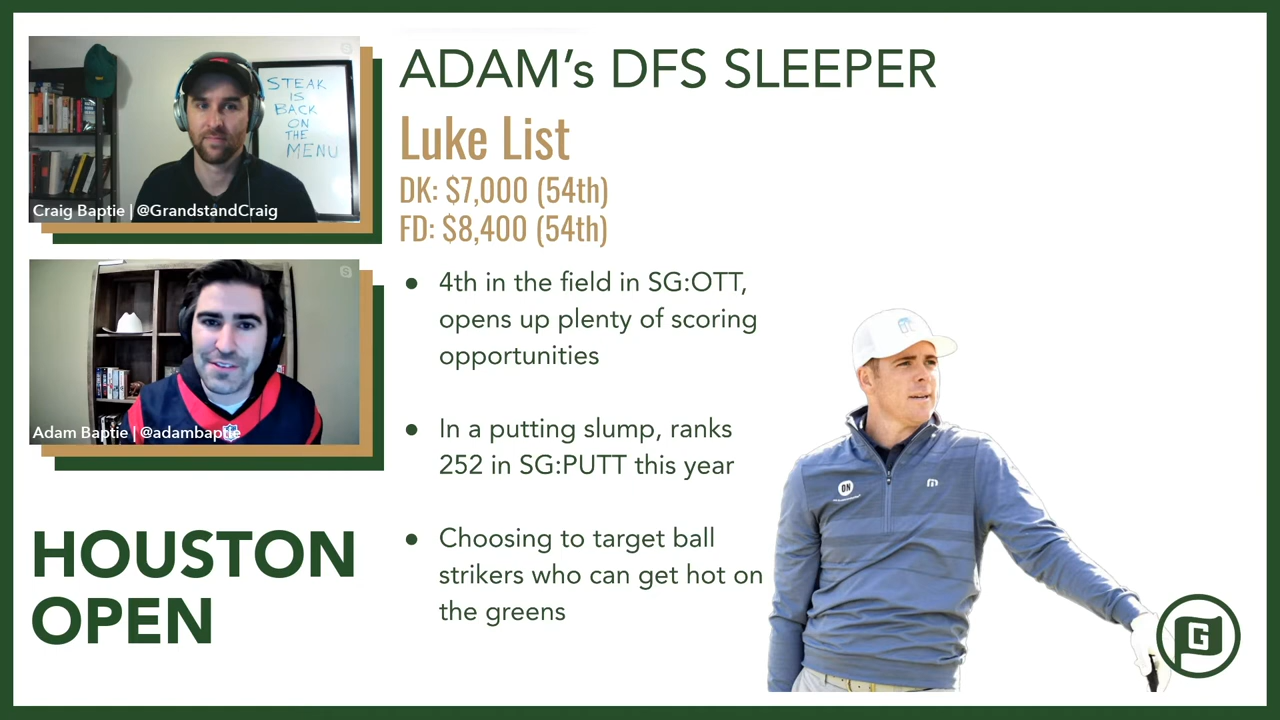 STEAK
IS
BACK
ON
THE
MENU
Craig Baptie | @GrandstandCraig
Adam Baptie | @adambaptie
HOUSTON
OPEN
ADAM's DFS SLEEPER
Luke List
DK: $7,000 (54th)
FD: $8,400 (54th)
● 4th in the field in SG:OTT,
opens up plenty of scoring
opportunities
● In a putting slump, ranks
252 in SG:PUTT this year
● Choosing to target ball
strikers who can get hot on
the greens
ON
G